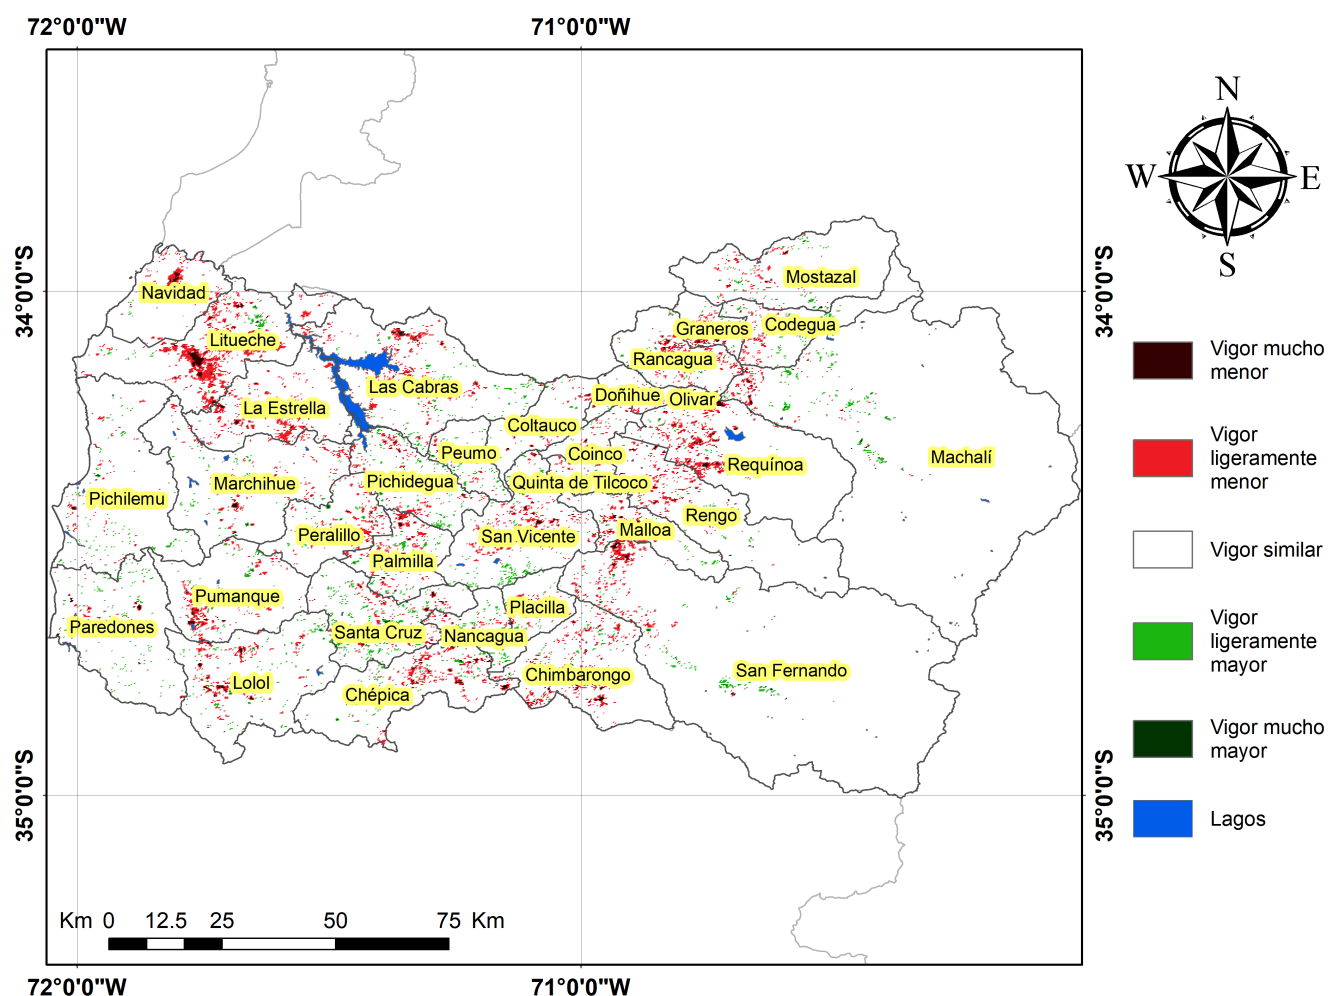 72°0'0"W
71°0'0"W
N
W
E
S
34°0'0"S
34°0'0"S
Mostazal
Navidad
Graneros
Codegua
Litueche
Rancagua
Vigor mucho
menor
Las Cabras
Doñihue
Olivar
La Estrella
Coltauco
Peumo
Coinco
Requínoa
Machalí
Vigor
ligeramente
menor
Marchihue
Pichidegua
Quinta de Tilcoco
Pichilemu
Rengo
Peralillo
San Vicente
Malloa
Vigor similar
Palmilla
Pumanque
Placilla
Paredones
Santa Cruz
Nancagua
Vigor
ligeramente
mayor
Lolol
Chépica
Chimbarongo
San Fernando
Vigor mucho
mayor
35°0'0"S
35°0'0"S
Lagos
Km 0 12.5 25 50 75 Km
72°0'0"W
71°0'0"W